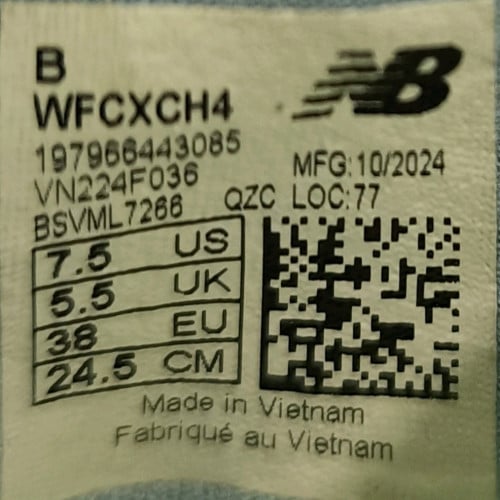 B
WFCXCH4
NB
197966443085
MFG:10/2024
VN224F036
BSVML7266 QZC LOC:77
7.5 US
5.5 UK
38 EU
24.5 CM
Made in Vietnam
Fabriqué au Vietnam